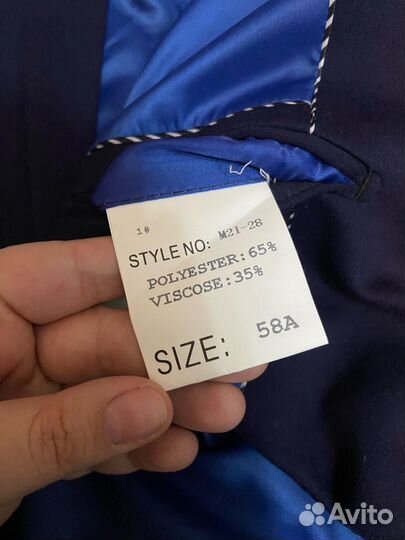 1#
STYLE NO: M21-28
POLYESTER:65%
VISCOSE:35%
SIZE: 58A
Avito